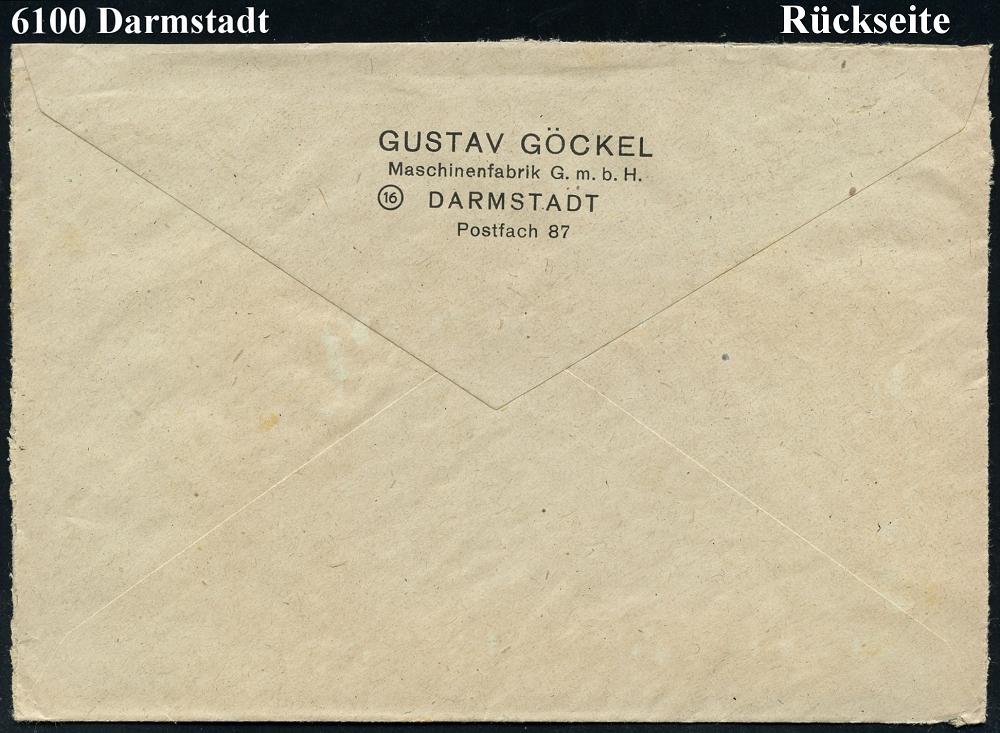 6100 Darmstadt
Rückseite
GUSTAV GÖCKEL
Maschinenfabrik G. m. b. H.
16 DARMSTADT
Postfach 87